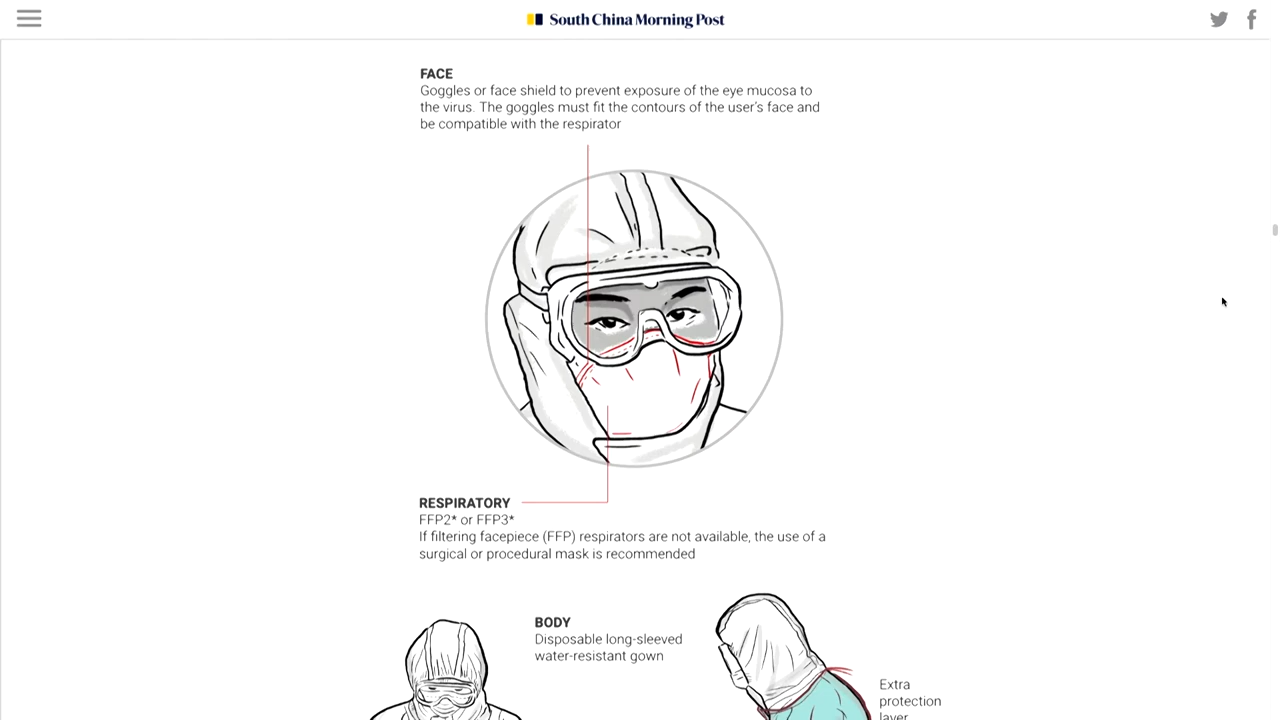 South China Morning Post
FACE
Goggles or face shield to prevent exposure of the eye mucosa to
the virus. The goggles must fit the contours of the user's face and
be compatible with the respirator
RESPIRATORY
FFP2* or FFP3*
If filtering facepiece (FFP) respirators are not available, the use of a
surgical or procedural mask is recommended
BODY
Disposable long-sleeved
water-resistant gown
Extra
protection
layer